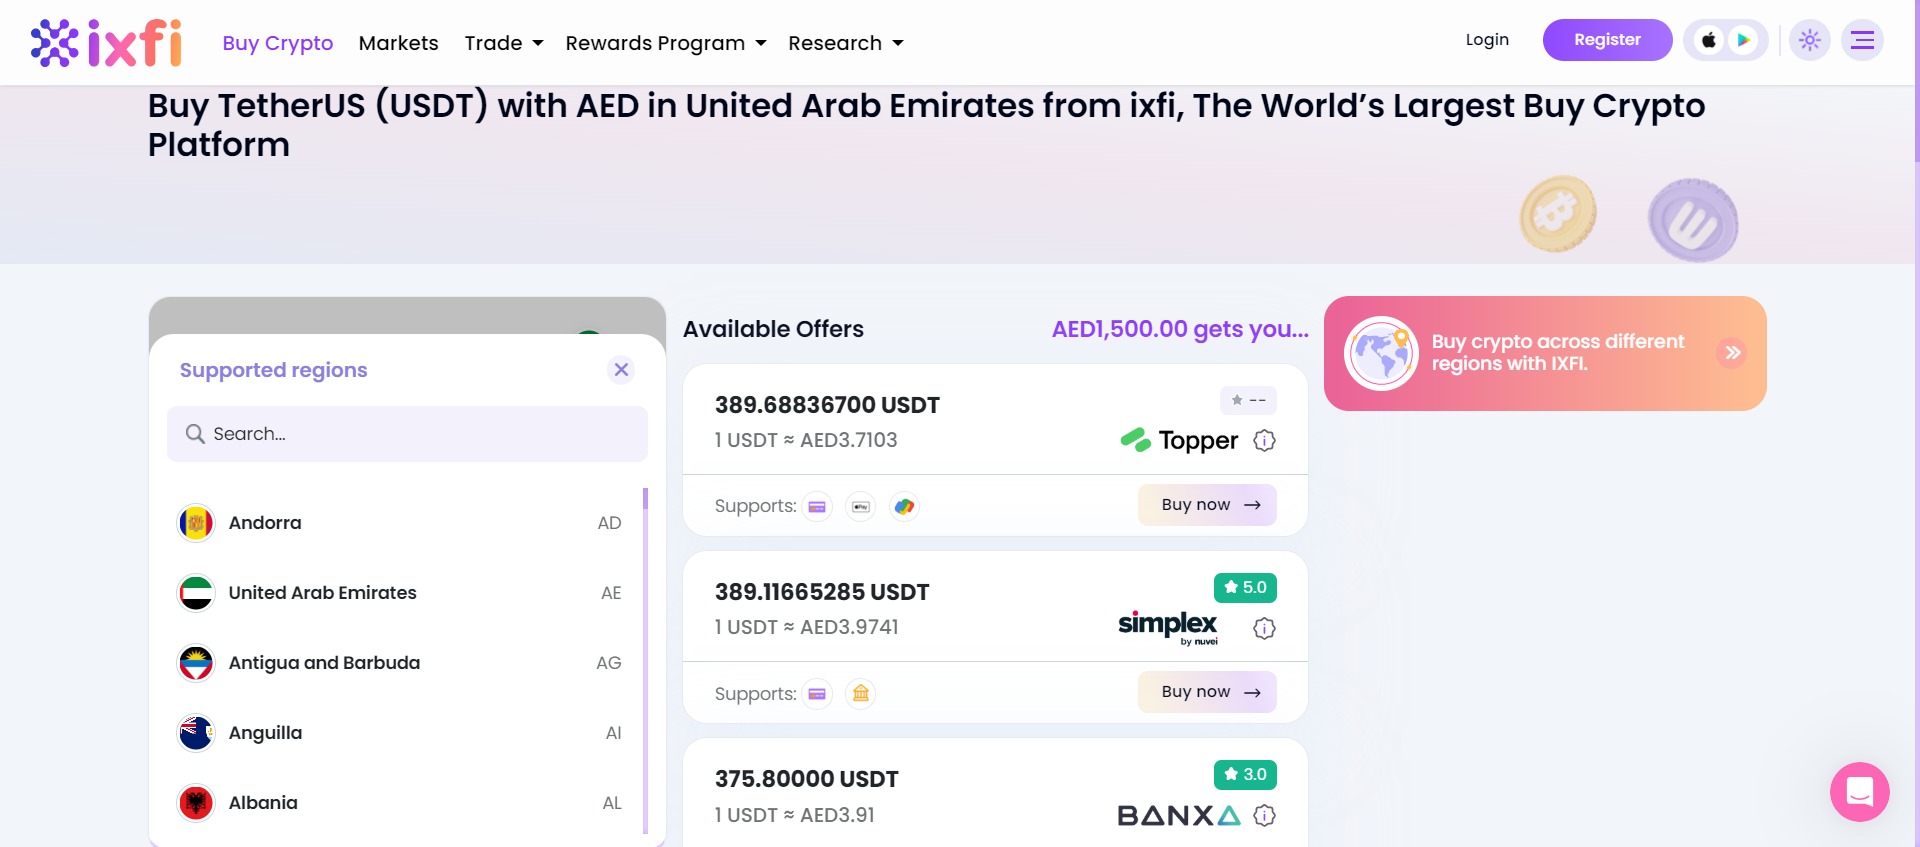 ixfi
Buy Crypto
Markets
Trade
Rewards Program
Research
Login
Register
Buy TetherUS (USDT) with AED in United Arab Emirates from ixfi, The World's Largest Buy Crypto
Platform
Supported regions
Search...
Andorra AD
United Arab Emirates AE
Antigua and Barbuda AG
Anguilla AI
Albania AL
Available Offers
AED1,500.00 gets you...
389.68836700 USDT
--
1 USDT ≈ AED3.7103
Topper
Supports:
Pay
Buy now
389.11665285 USDT
5.0
1 USDT ≈ AED3.9741
simplex
by nuvei
Supports:
Buy now
375.80000 USDT
3.0
1 USDT ≈ AED3.91
BANXA
Buy crypto across different
regions with IXFI.